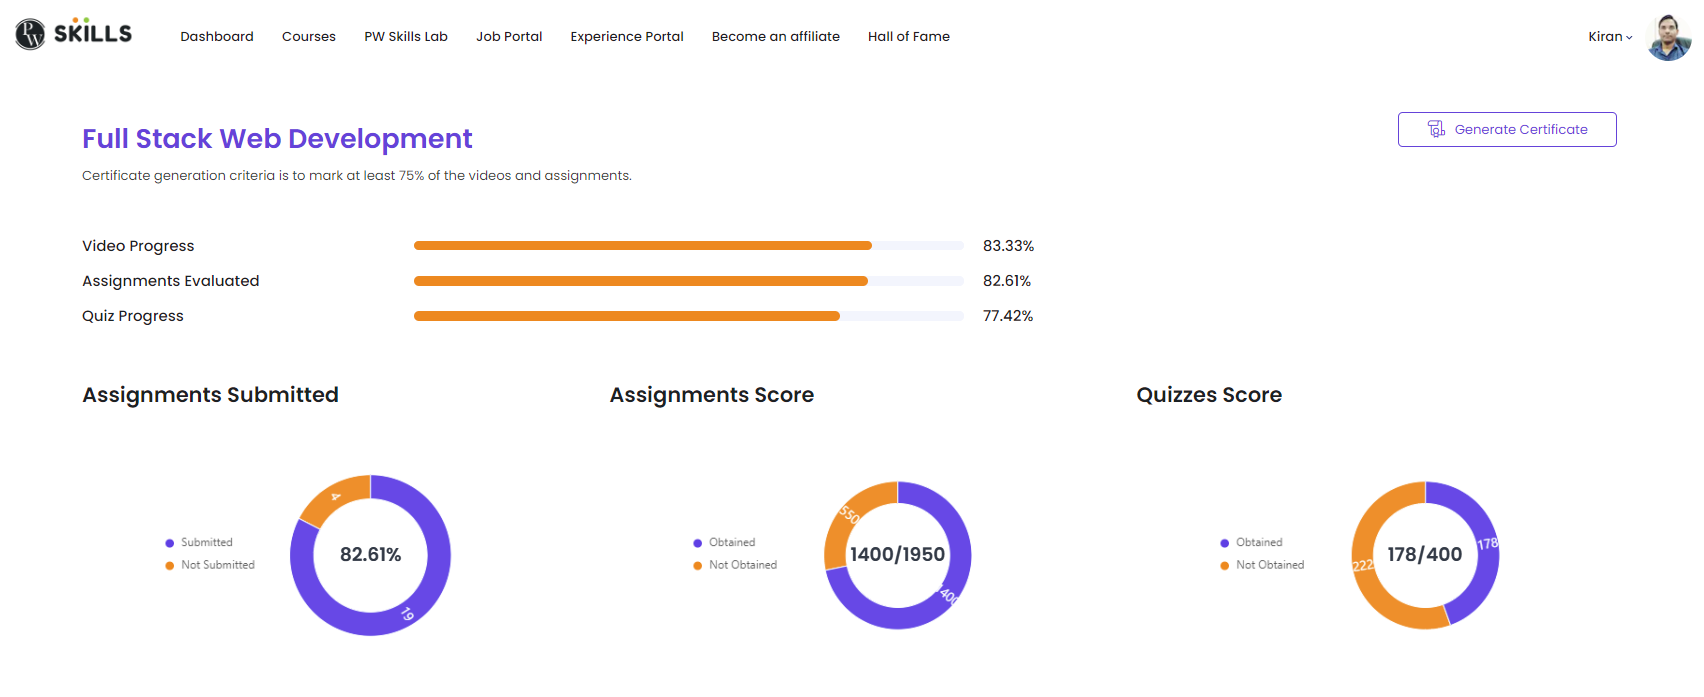 PW SKILLS
Dashboard Courses PW Skills Lab Job Portal Experience Portal Become an affiliate Hall of Fame Kiran
Full Stack Web Development
Generate Certificate
Certificate generation criteria is to mark at least 75% of the videos and assignments.
Video Progress 83.33%
Assignments Evaluated 82.61%
Quiz Progress 77.42%
Assignments Submitted Assignments Score Quizzes Score
Submitted
Not Submitted
4
82.61%
19
Obtained
Not Obtained
550
1400/1950
1400
Obtained
Not Obtained
178
178/400
222